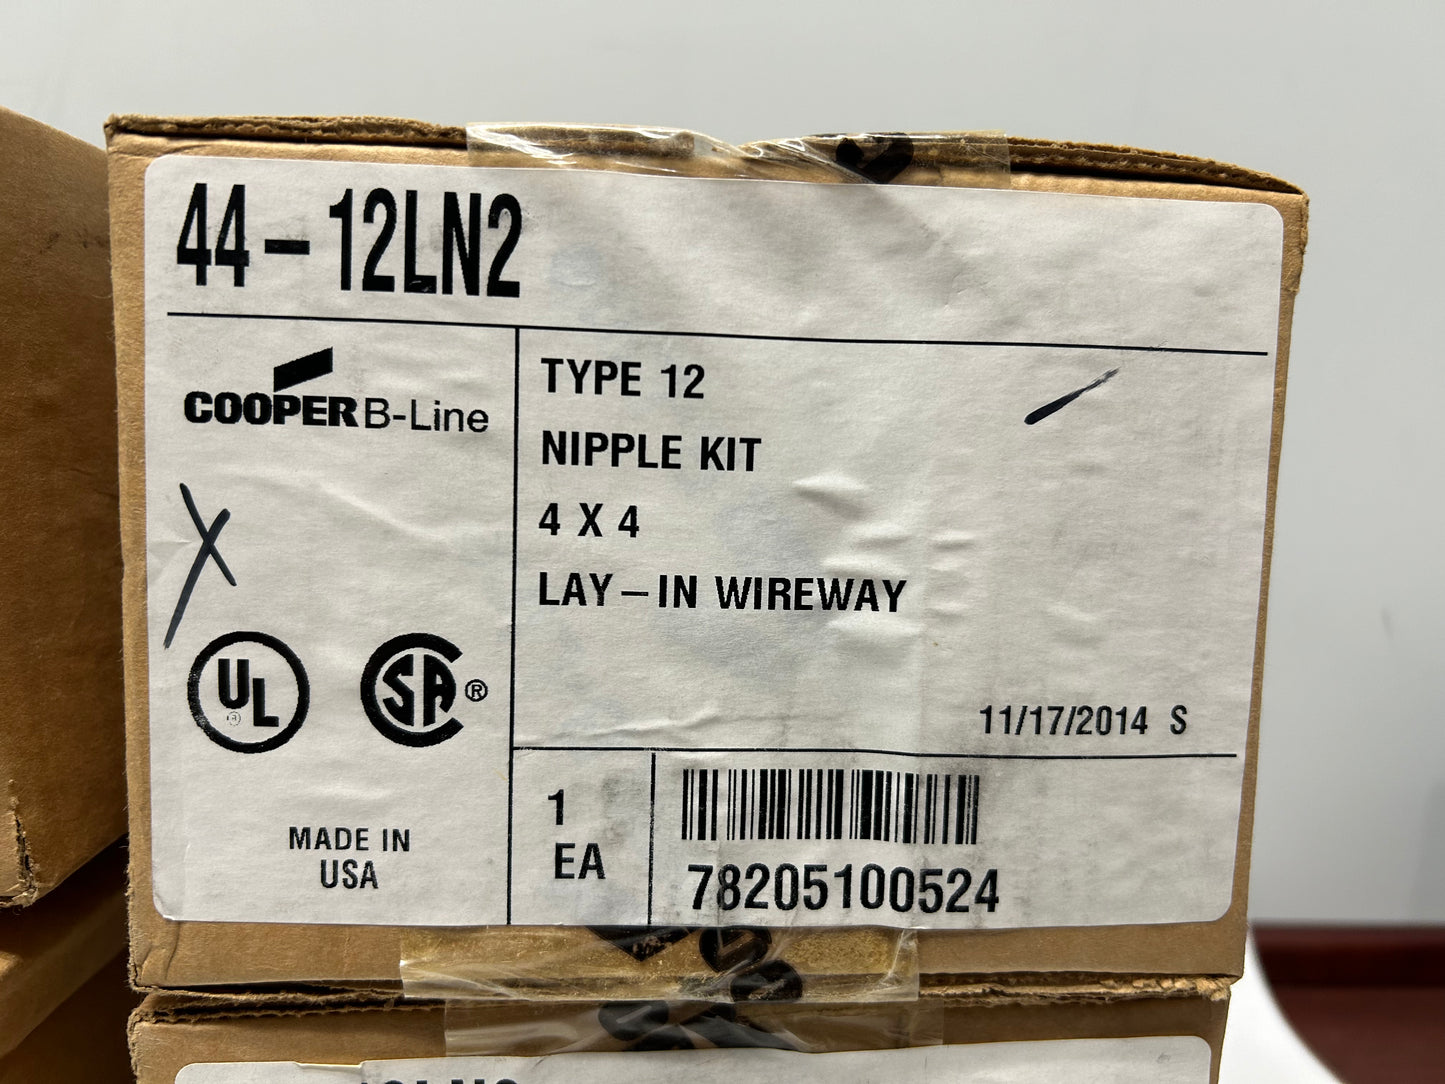 44-12LN2
COOPER B-Line
TYPE 12
NIPPLE KIT
4 X 4
LAY-IN WIREWAY
X
UL
®
SA ®
11/17/2014 S
MADE IN
USA
1
EA
78205100524